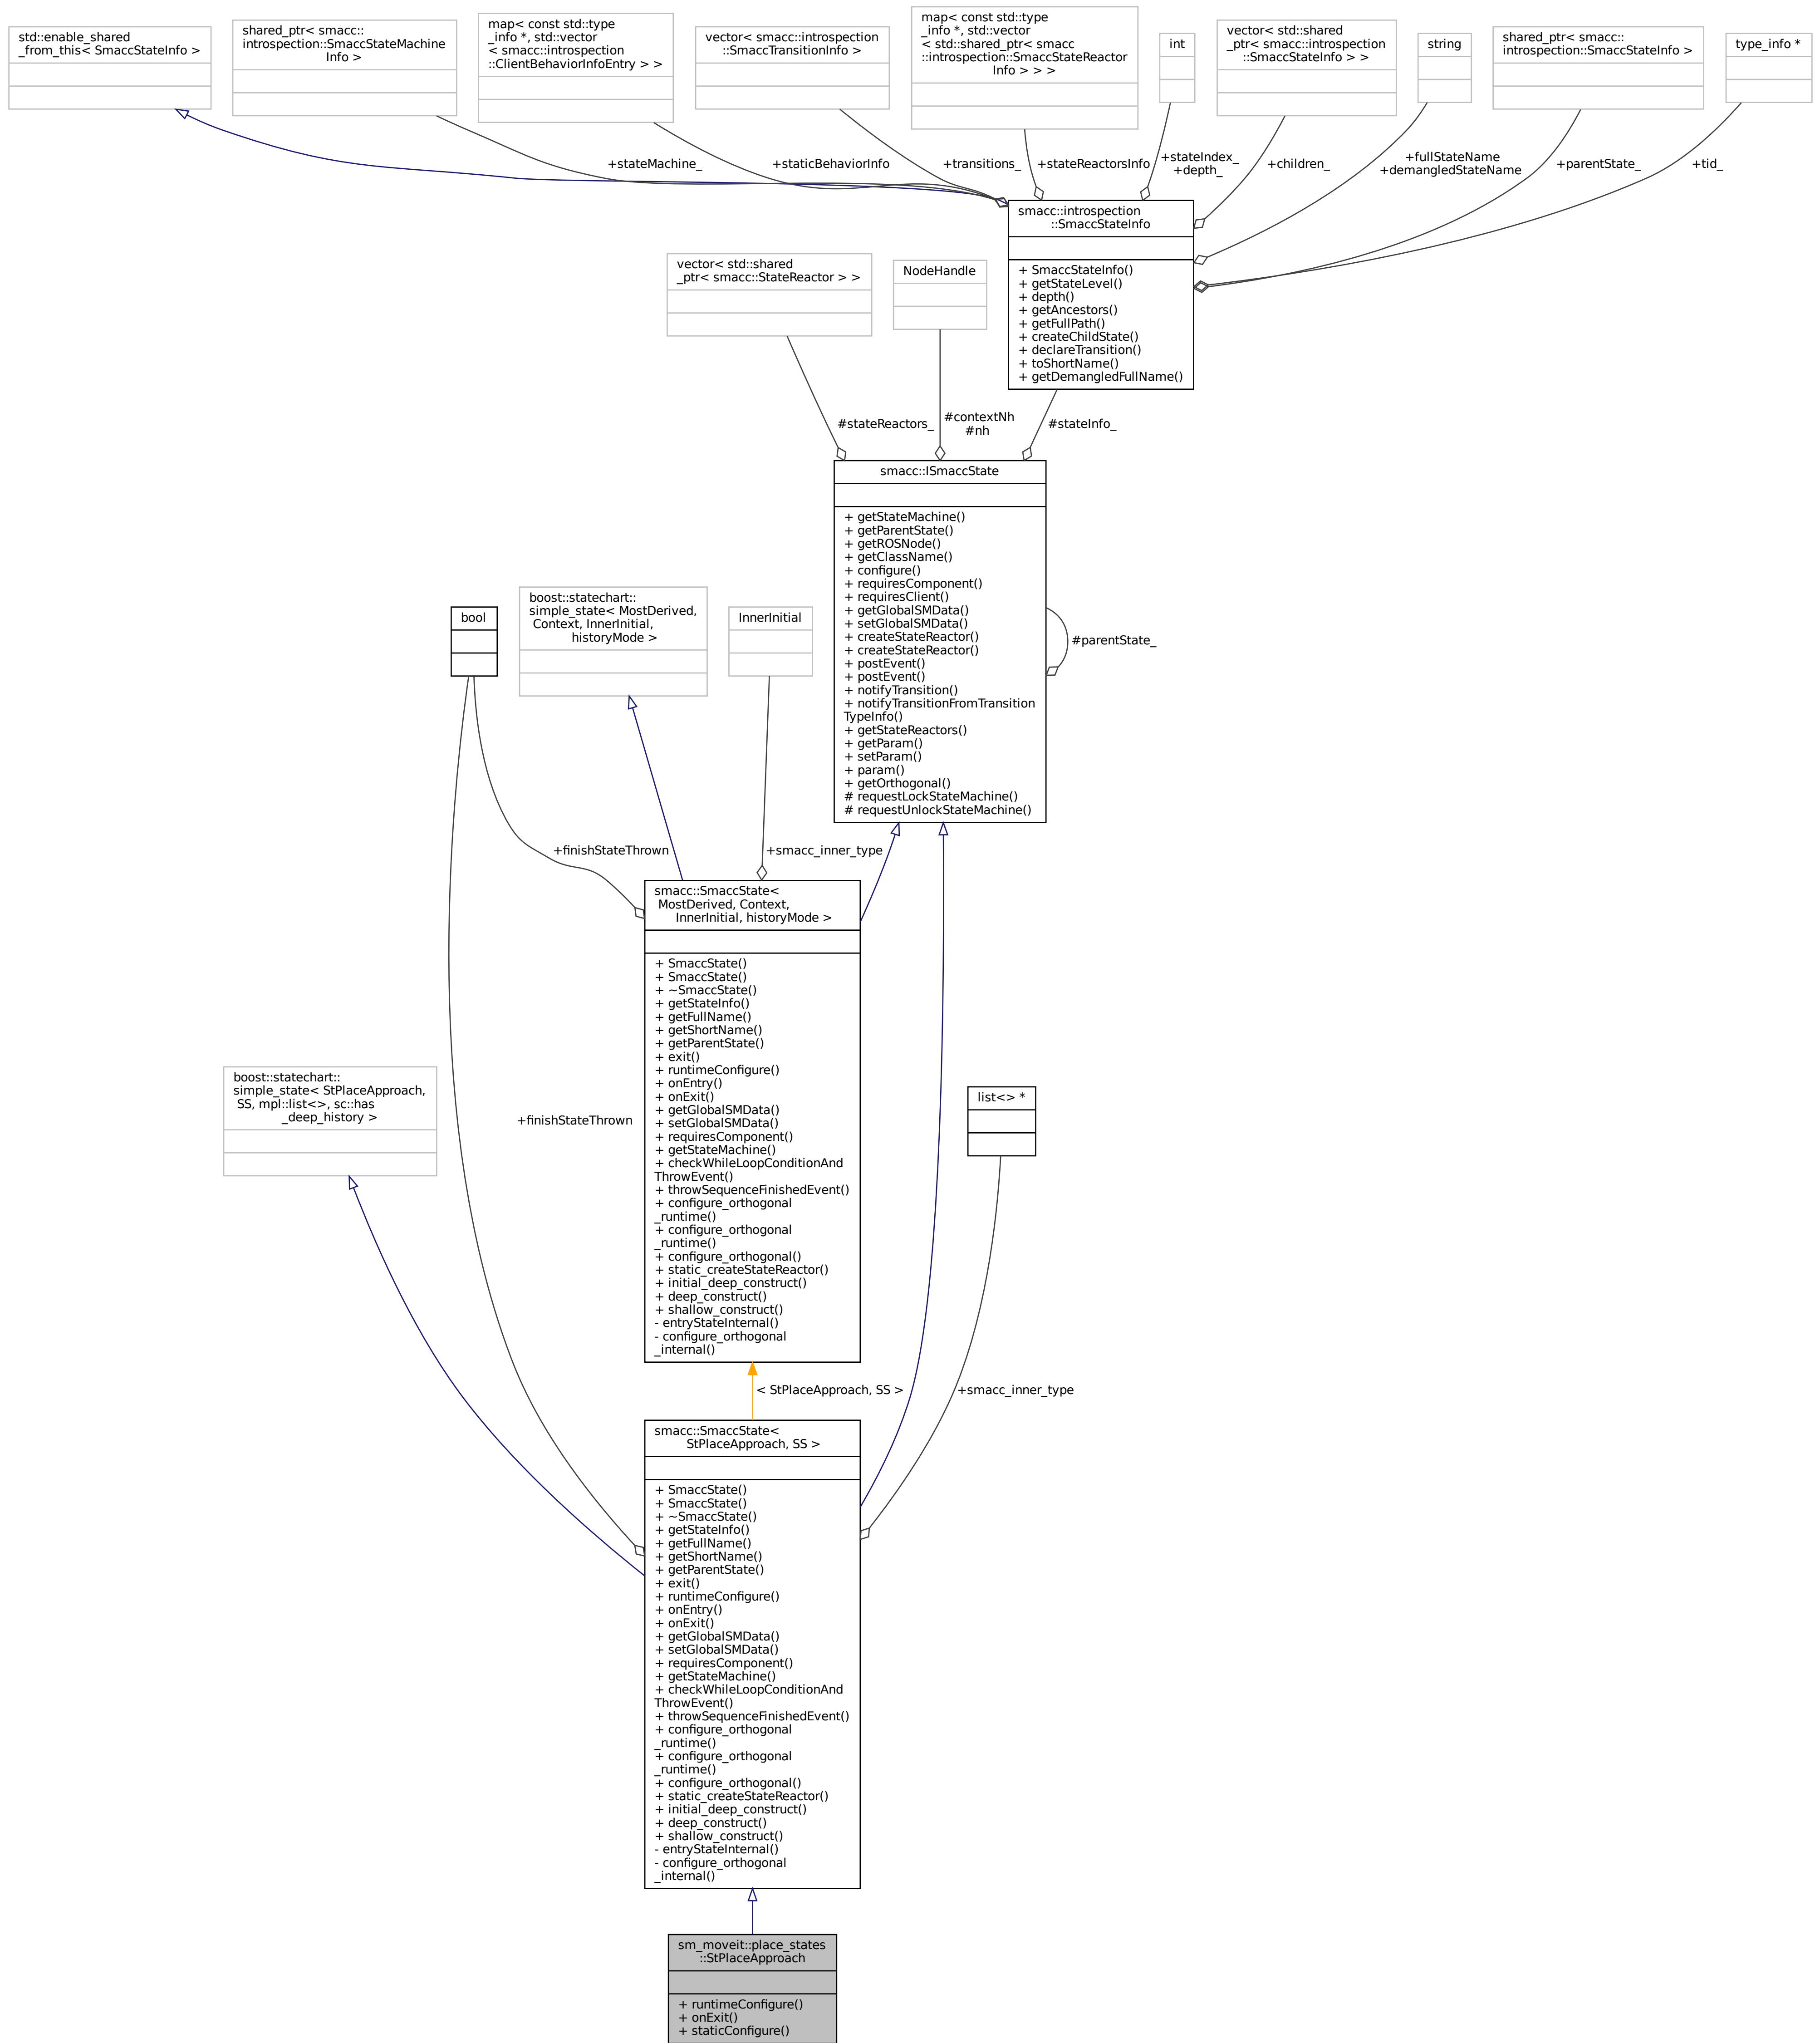 std::enable_shared
_from_this< SmaccStateInfo >
shared_ptr< smacc::
introspection::SmaccStateMachine
Info >
map< const std::type
_info *, std::vector
< smacc::introspection
::ClientBehaviorInfoEntry > >
vector< smacc::introspection
::SmaccTransitionInfo >
map< const std::type
_info *, std::vector
< std::shared_ptr< smacc
::introspection::SmaccStateReactor
Info > > >
int
vector< std::shared
_ptr< smacc::introspection
::SmaccStateInfo > >
string
shared_ptr< smacc::
introspection::SmaccStateInfo >
type_info *
+stateMachine_
+staticBehaviorInfo
+transitions_
+stateReactorsInfo
+stateIndex_
+depth_
+children_
+fullStateName
+demangledStateName
+parentState_
+tid_
smacc::introspection
::SmaccStateInfo
+ SmaccStateInfo()
+ getStateLevel()
+ depth()
+ getAncestors()
+ getFullPath()
+ createChildState()
+ declareTransition()
+ toShortName()
+ getDemangledFullName()
vector< std::shared
_ptr< smacc::StateReactor > >
NodeHandle
#stateReactors_
#contextNh
#nh
#stateInfo_
smacc::ISmaccState
+ getStateMachine()
+ getParentState()
+ getROSNode()
+ getClassName()
+ configure()
+ requiresComponent()
+ requiresClient()
+ getGlobalSMData()
+ setGlobalSMData()
+ createStateReactor()
+ createStateReactor()
+ postEvent()
+ postEvent()
+ notifyTransition()
+ notifyTransitionFromTransition
TypeInfo()
+ getStateReactors()
+ getParam()
+ setParam()
+ param()
+ getOrthogonal()
# requestLockStateMachine()
# requestUnlockStateMachine()
#parentState_
bool
boost::statechart::
simple_state< MostDerived,
Context, InnerInitial,
historyMode >
InnerInitial
+finishStateThrown
+smacc_inner_type
smacc::SmaccState<
MostDerived, Context,
InnerInitial, historyMode >
+ SmaccState()
+ SmaccState()
+ ~SmaccState()
+ getStateInfo()
+ getFullName()
+ getShortName()
+ getParentState()
+ exit()
+ runtimeConfigure()
+ onEntry()
+ onExit()
+ getGlobalSMData()
+ setGlobalSMData()
+ requiresComponent()
+ getStateMachine()
+ checkWhileLoopConditionAnd
ThrowEvent()
+ throwSequenceFinishedEvent()
+ configure_orthogonal
_runtime()
+ configure_orthogonal
_runtime()
+ configure_orthogonal()
+ static_createStateReactor()
+ initial_deep_construct()
+ deep_construct()
+ shallow_construct()
- entryStateInternal()
- configure_orthogonal
_internal()
boost::statechart::
simple_state< StPlaceApproach,
SS, mpl::list<>, sc::has
_deep_history >
+finishStateThrown
list<> *
< StPlaceApproach, SS >
+smacc_inner_type
smacc::SmaccState<
StPlaceApproach, SS >
+ SmaccState()
+ SmaccState()
+ ~SmaccState()
+ getStateInfo()
+ getFullName()
+ getShortName()
+ getParentState()
+ exit()
+ runtimeConfigure()
+ onEntry()
+ onExit()
+ getGlobalSMData()
+ setGlobalSMData()
+ requiresComponent()
+ getStateMachine()
+ checkWhileLoopConditionAnd
ThrowEvent()
+ throwSequenceFinishedEvent()
+ configure_orthogonal
_runtime()
+ configure_orthogonal
_runtime()
+ configure_orthogonal()
+ static_createStateReactor()
+ initial_deep_construct()
+ deep_construct()
+ shallow_construct()
- entryStateInternal()
- configure_orthogonal
_internal()
sm_moveit::place_states
::StPlaceApproach
+ runtimeConfigure()
+ onExit()
+ staticConfigure()